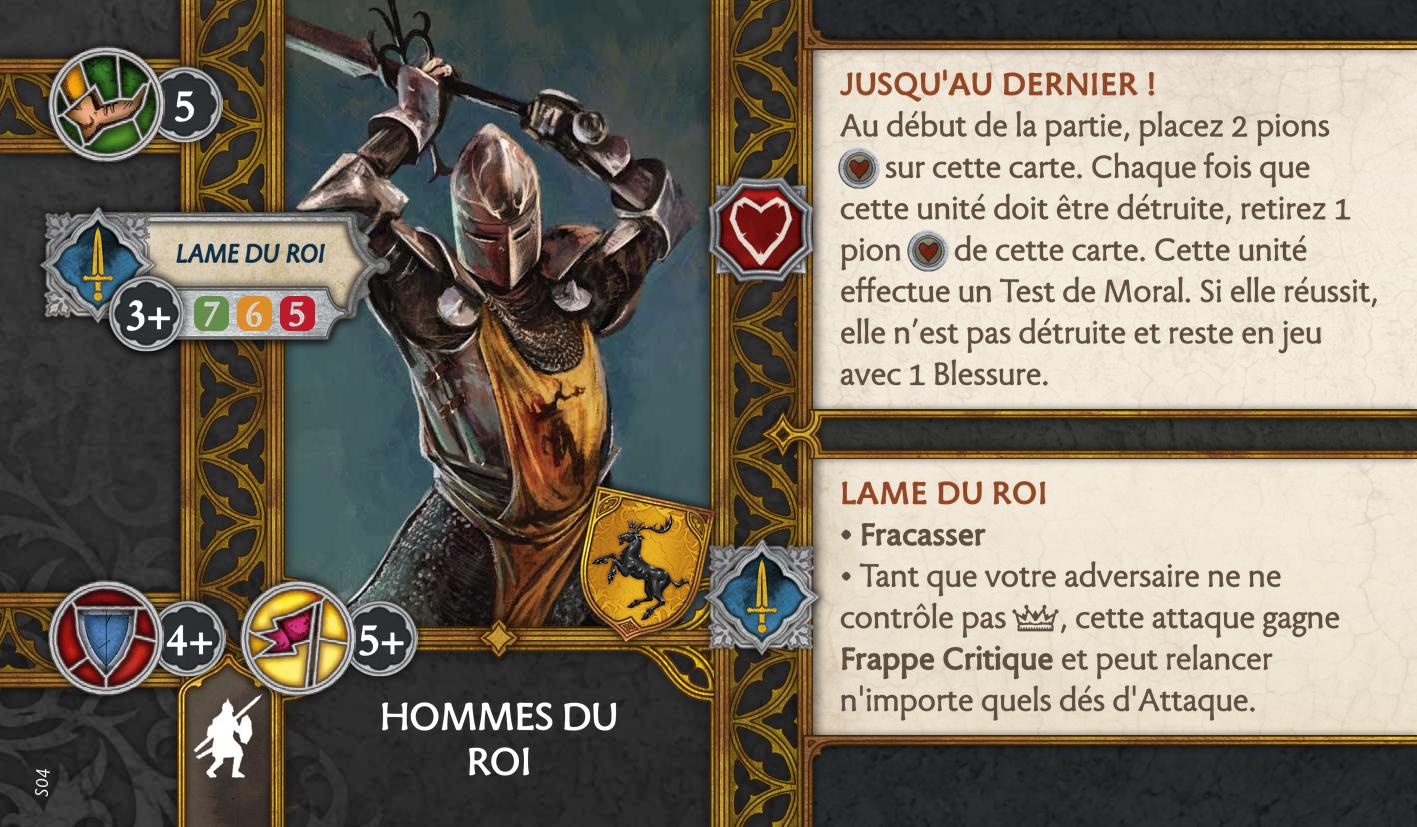 5
LAME DU ROI
3+ 7 6 5
4+ 5+
HOMMES DU
ROI
S04
JUSQU'AU DERNIER !
Au début de la partie, placez 2 pions
sur cette carte. Chaque fois que
cette unité doit être détruite, retirez 1
pion de cette carte. Cette unité
effectue un Test de Moral. Si elle réussit,
elle n’est pas détruite et reste en jeu
avec 1 Blessure.
LAME DU ROI
• Fracasser
• Tant que votre adversaire ne ne
contrôle pas , cette attaque gagne
Frappe Critique et peut relancer
n'importe quels dés d'Attaque.